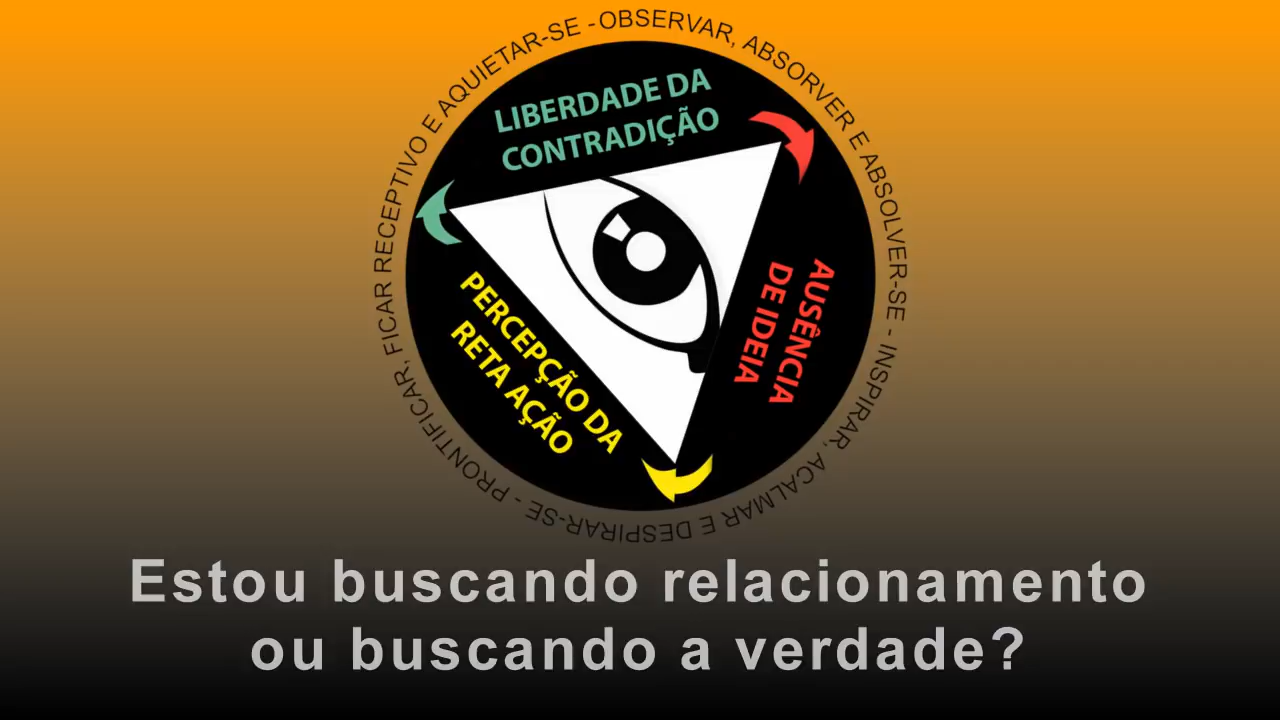 OBSERVAR, ABSORVER E ABSOLVER-SE - INSPIRAR, ACALMAR E DESPIRAR-SE - PRONTIFICAR, FICAR RECEPTIVO E AQUIETAR-SE -
LIBERDADE DA
CONTRADIÇÃO
AUSÊNCIA
DE IDEIA
PERCEPÇÃO DA
RETA AÇÃO
Estou buscando relacionamento
ou buscando a verdade?